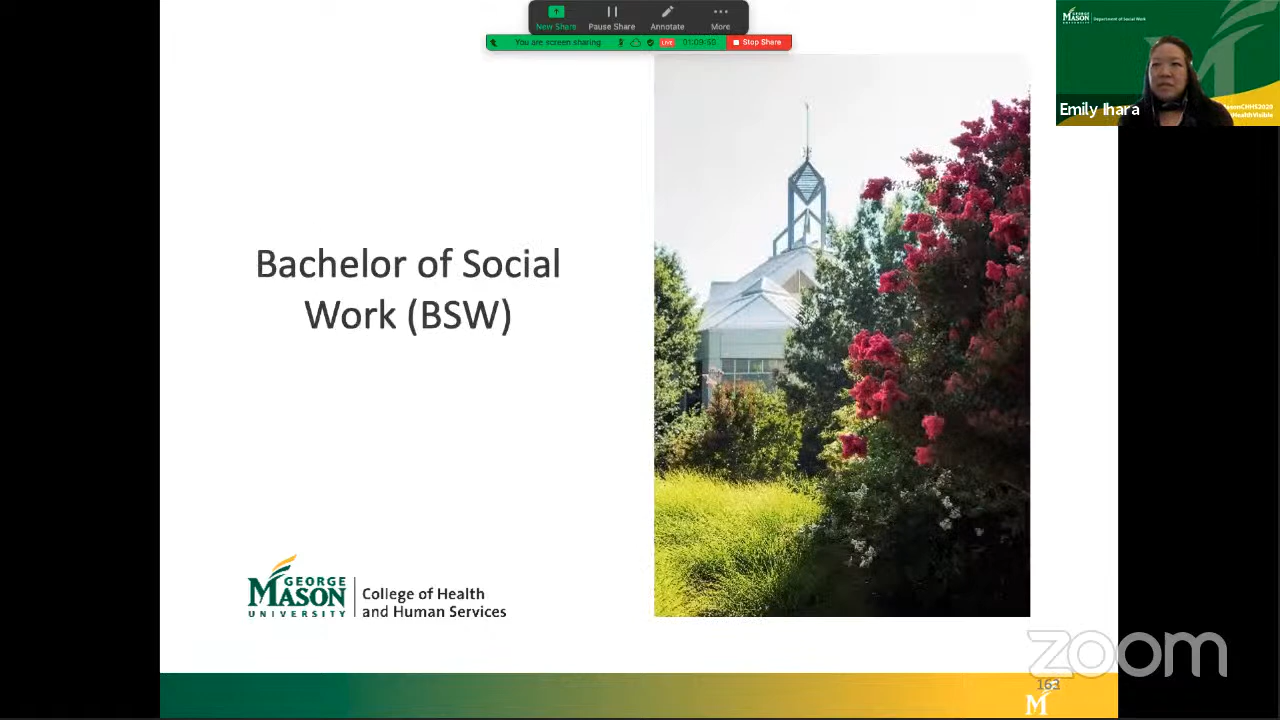 New Share
Pause Share
Annotate
More
You are screen sharing
LIVE
01:09:50
Stop Share
GEORGE
MASON
UNIVERSITY
Department of Social Work
Emily Ihara
Bachelor of Social
Work (BSW)
GEORGE
MASON
UNIVERSITY
College of Health
and Human Services
zoom
163
M